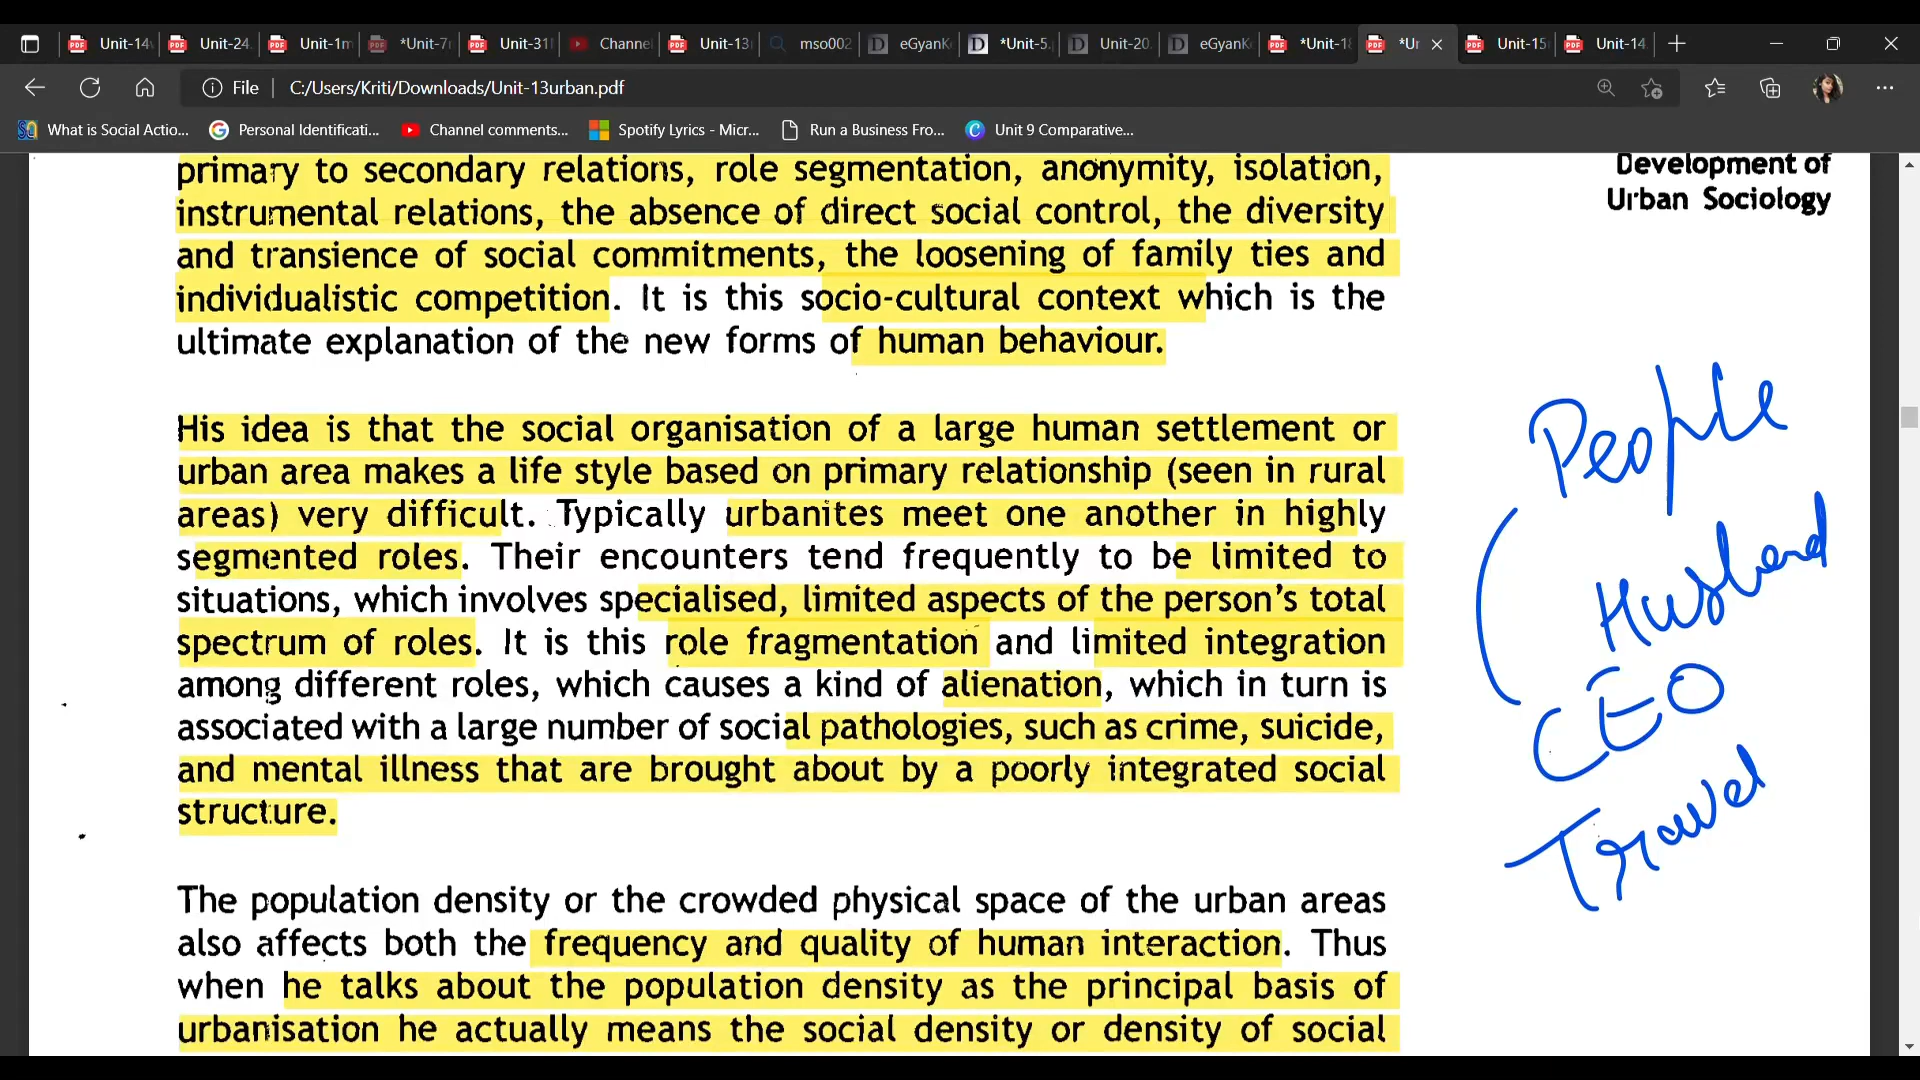 Unit-14
Unit-24
Unit-1m
*Unit-7
Unit-31
Channe
Unit-13
mso002
eGyanK
*Unit-5.
Unit-20.
eGyanK
*Unit-18
*Ur
Unit-15
Unit-14
File
C:/Users/Kriti/Downloads/Unit-13urban.pdf
What is Social Actio...
Personal Identificati...
Channel comments...
Spotify Lyrics - Micr...
Run a Business Fro...
Unit 9 Comparative...
primary to secondary relations, role segmentation, anonymity, isolation,
instrumental relations, the absence of direct social control, the diversity
and transience of social commitments, the loosening of family ties and
individualistic competition. It is this socio-cultural context which is the
ultimate explanation of the new forms of human behaviour.
His idea is that the social organisation of a large human settlement or
urban area makes a life style based on primary relationship (seen in rural
areas) very difficult. Typically urbanites meet one another in highly
segmented roles. Their encounters tend frequently to be limited to
situations, which involves specialised, limited aspects of the person's total
spectrum of roles. It is this role fragmentation and limited integration
among different roles, which causes a kind of alienation, which in turn is
associated with a large number of social pathologies, such as crime, suicide,
and mental illness that are brought about by a poorly integrated social
structure.
The population density or the crowded physical space of the urban areas
also affects both the frequency and quality of human interaction. Thus
when he talks about the population density as the principal basis of
urbanisation he actually means the social density or density of social
Development of
Urban Sociology
People
Husband
CEO
Travel